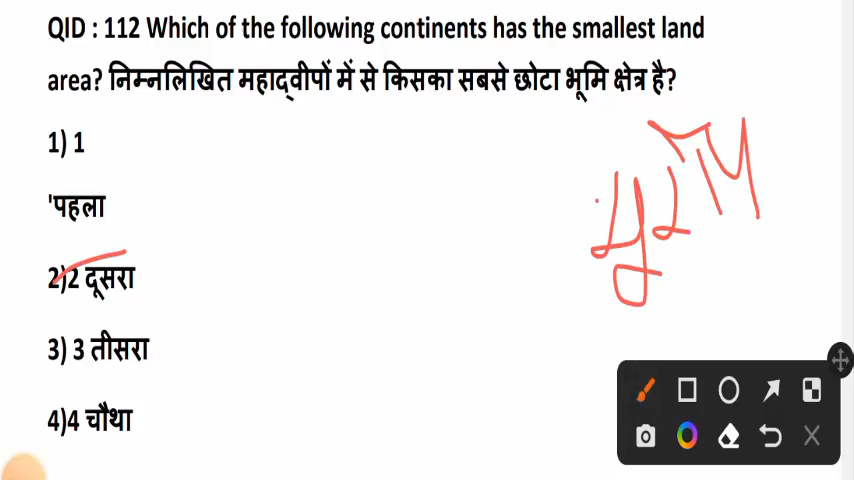 QID : 112 Which of the following continents has the smallest land
area? निम्नलिखित महाद्वीपों में से किसका सबसे छोटा भूमि क्षेत्र है?
1) 1
'पहला
2)2 दूसरा
3) 3 तीसरा
4)4 चौथा